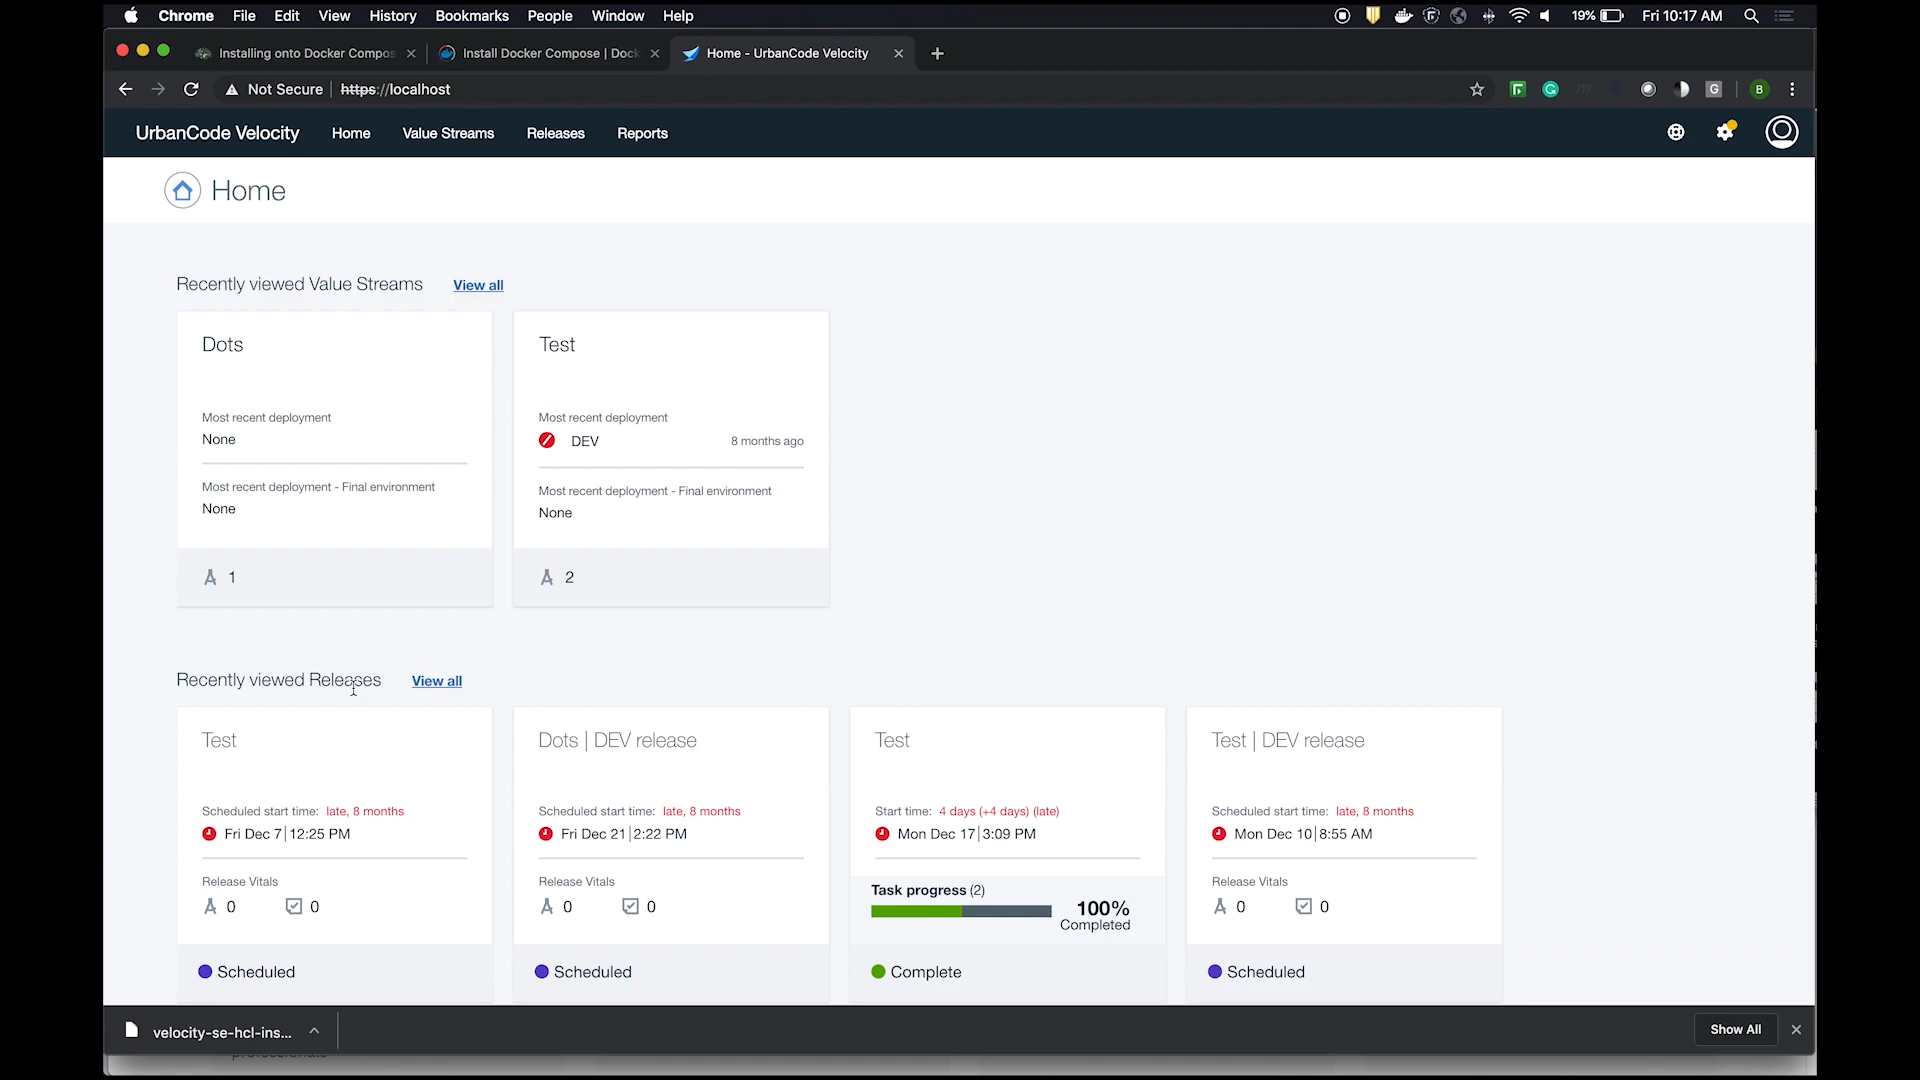 Chrome File Edit View History Bookmarks People Window Help 19% Fri 10:17 AM
Installing onto Docker Compos Install Docker Compose | Dock Home - UrbanCode Velocity
Not Secure https://localhost G B
UrbanCode Velocity Home Value Streams Releases Reports
Home
Recently viewed Value Streams View all
Dots Test
Most recent deployment Most recent deployment
None DEV 8 months ago
Most recent deployment - Final environment Most recent deployment - Final environment
None None
1 2
Recently viewed Releases View all
Test Dots | DEV release Test Test | DEV release
Scheduled start time: late, 8 months Scheduled start time: late, 8 months Start time: 4 days (+4 days) (late) Scheduled start time: late, 8 months
Fri Dec 7|12:25 PM Fri Dec 21|2:22 PM Mon Dec 17|3:09 PM Mon Dec 10|8:55 AM
Release Vitals Release Vitals Task progress (2) Release Vitals
0 0 0 0 100% 0 0
Completed
Scheduled Scheduled Complete Scheduled
velocity-se-hcl-ins... Show All